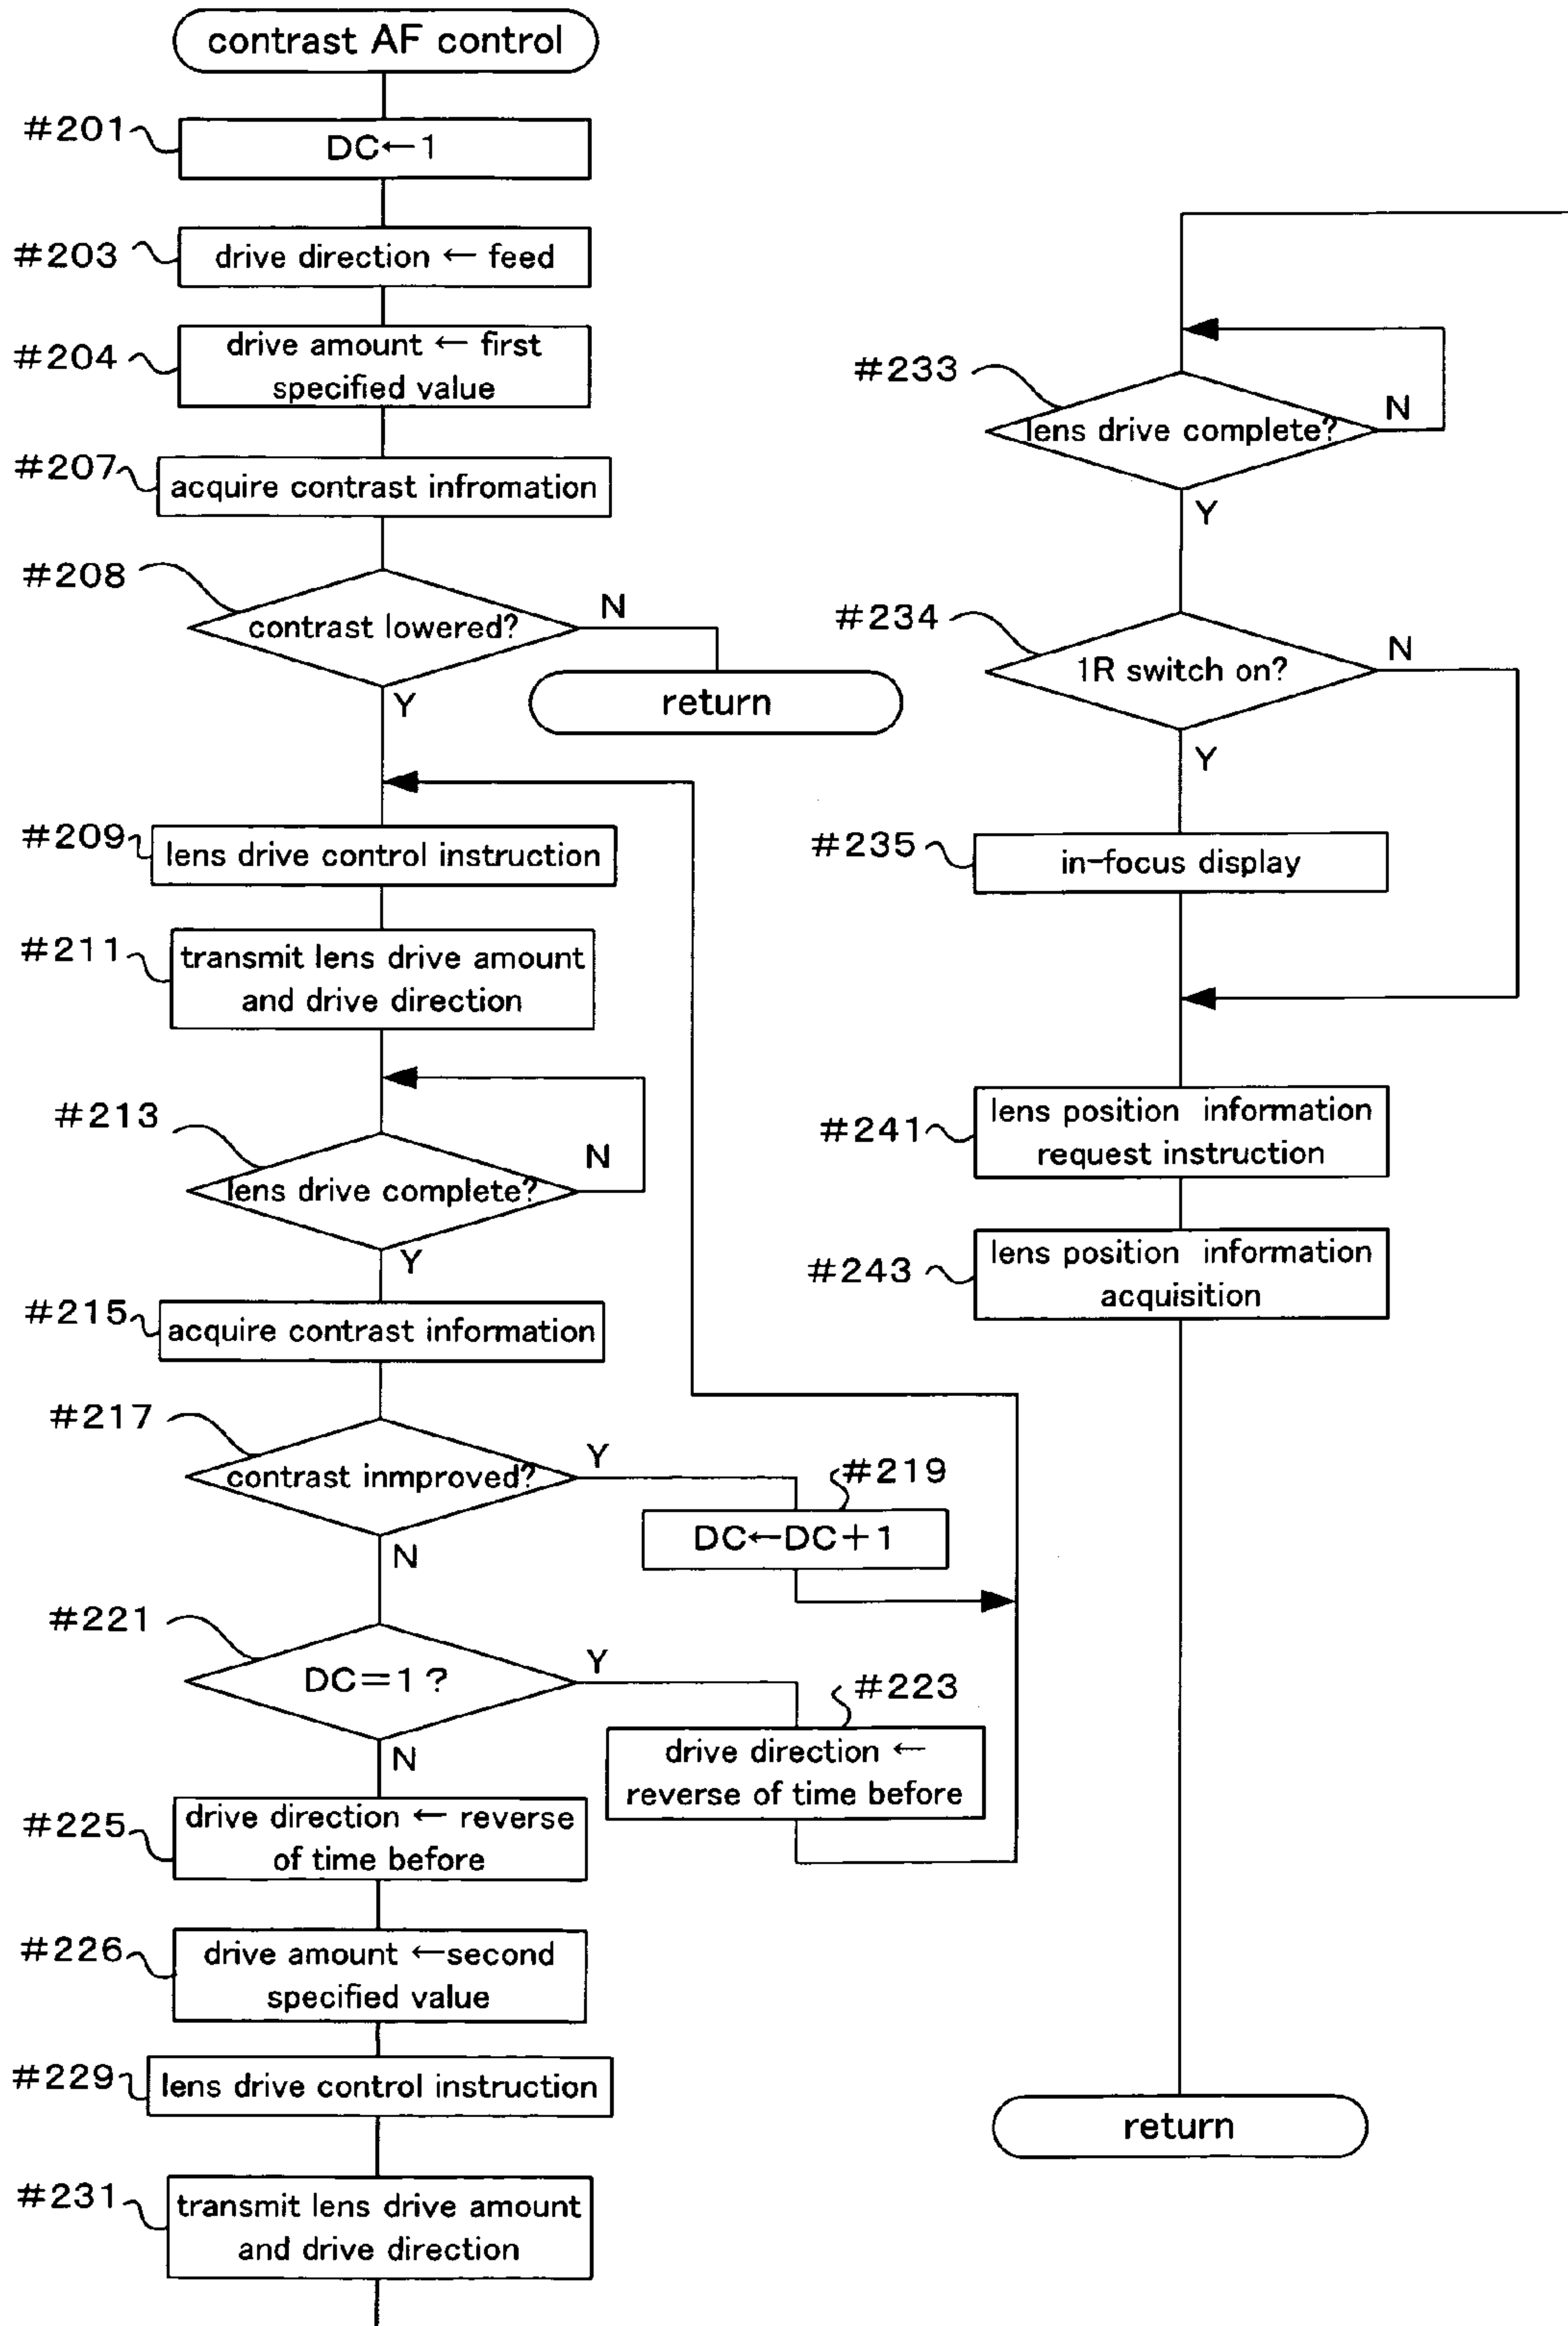 contrast AF control
#201
DC←1
#203
drive direction ← feed
#204
drive amount ← first
specified value
#207
acquire contrast infromation
#208
contrast lowered?
N
return
Y
#209
lens drive control instruction
#211
transmit lens drive amount
and drive direction
#213
lens drive complete?
N
Y
#215
acquire contrast information
#217
contrast inmproved?
Y
#219
DC←DC+1
N
#221
DC=1?
Y
#223
drive direction ←
reverse of time before
N
#225
drive direction ← reverse
of time before
#226
drive amount ←second
specified value
#229
lens drive control instruction
#231
transmit lens drive amount
and drive direction
#233
lens drive complete?
N
Y
#234
1R switch on?
N
Y
#235
in-focus display
#241
lens position information
request instruction
#243
lens position information
acquisition
return